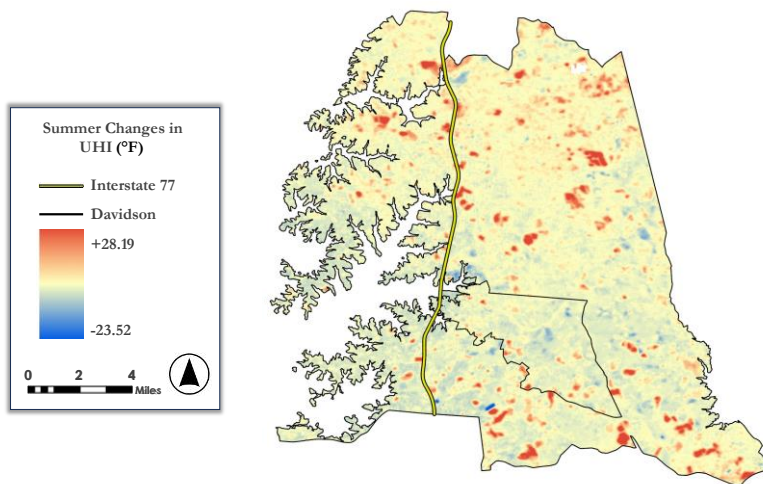 Summer Changes in
UHI (°F)
Interstate 77
Davidson
+28.19
-23.52
0 2 4
Miles